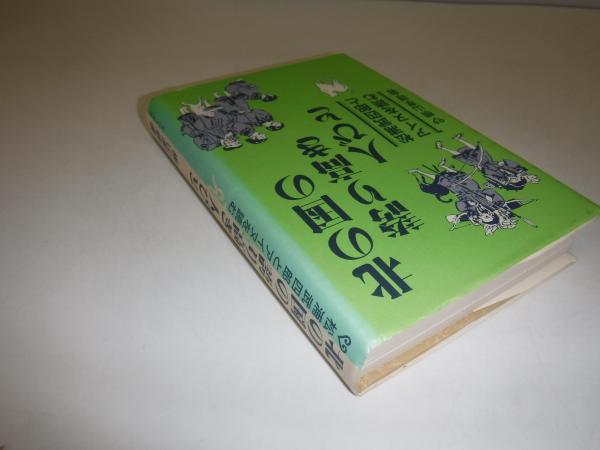 北の国の
誇り高き
人びと
松浦武四郎と
アイヌを読む
北の国の誇り高き人びと
松浦武四郎とアイヌを読む